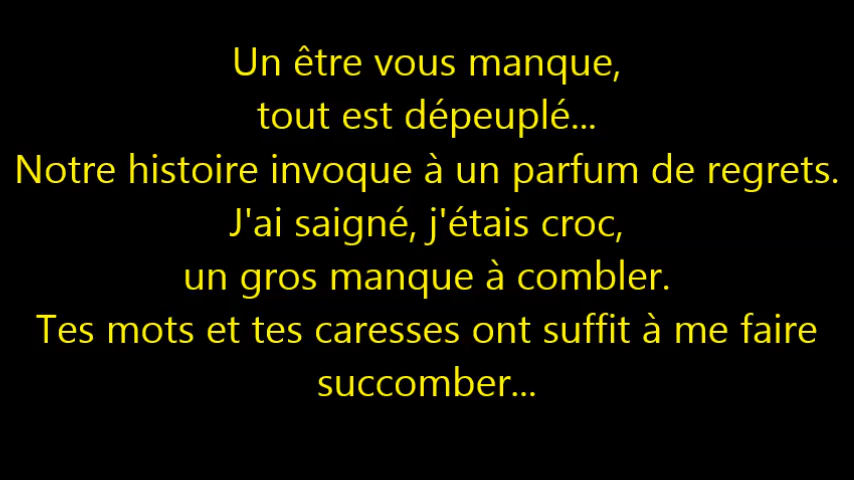 Un être vous manque,
tout est dépeuplé...
Notre histoire invoque à un parfum de regrets.
J'ai saigné, j'étais croc,
un gros manque à combler.
Tes mots et tes caresses ont suffit à me faire
succomber...